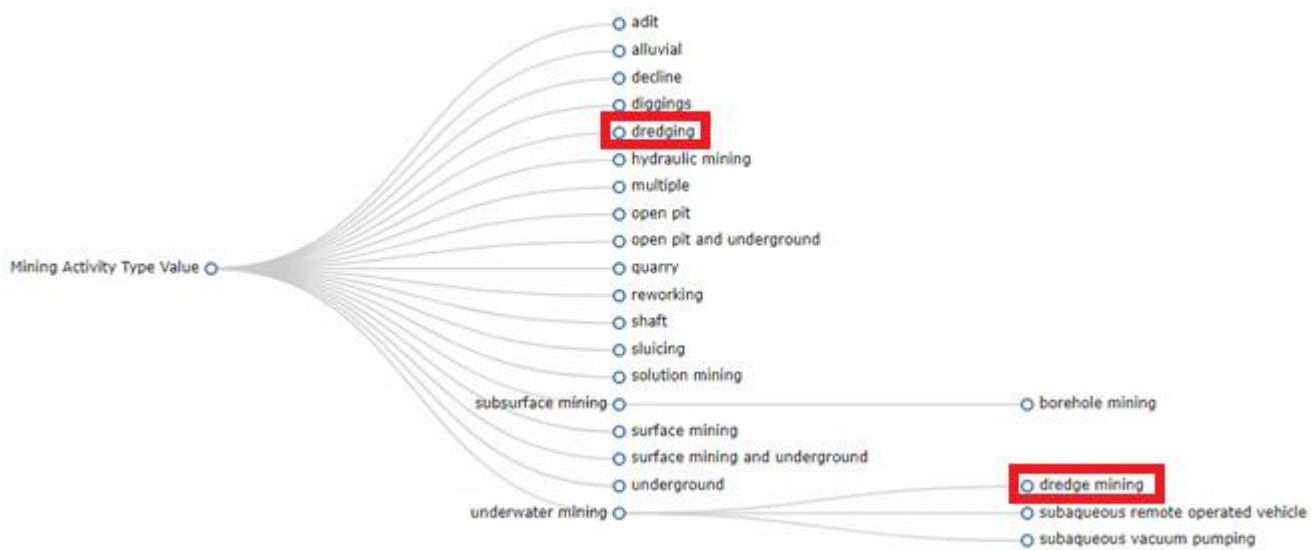 adit
alluvial
decline
diggings
dredging
hydraulic mining
multiple
open pit
open pit and underground
Mining Activity Type Value
quarry
reworking
shaft
sluicing
solution mining
subsurface mining
borehole mining
surface mining
surface mining and underground
underground
dredge mining
underwater mining
subaqueous remote operated vehicle
subaqueous vacuum pumping